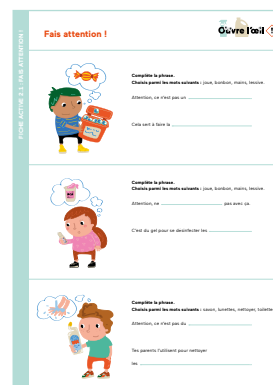 FICHE ACTIVE 2.1 : FAIS ATTENTION !
Fais attention !
Ouvre l'œil
Complète la phrase.
Choisis parmi les mots suivants : joue, bonbon, mains, lessive.
Attention, ce n'est pas un
Cela sert à faire la
Complète la phrase.
Choisis parmi les mots suivants : joue, bonbon, mains, lessive.
Attention, ne pas avec ça
C'est du gel pour se désinfecter les
Complète la phrase.
Choisis parmi les mots suivants : savon, lunettes, nettoyer, toilette
Attention, ce n'est pas du
Tes parents l'utilisent pour nettoyer
les